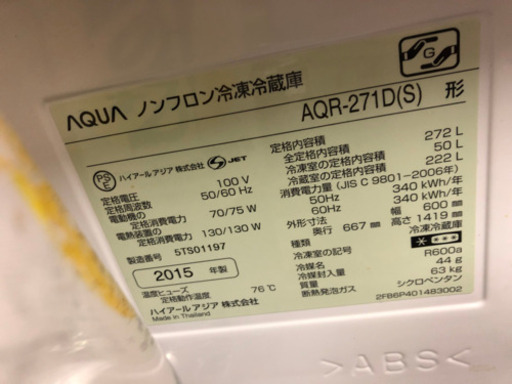 AQUA ノンフロン冷凍冷蔵庫
AQR-271D(S) 形
G
PSE
ハイアール アジア 株式会社 S JET
定格電圧 100 V
定格周波数 50/60 Hz
電動機の定格消費電力 70/75 W
電熱装置の定格消費電力 130/130 W
製造番号 5TS01197
2015 年製
温度ヒューズ定格動作温度 76℃
ハイアール アジア 株式会社
Made in Thailand
定格内容積
全定格内容積 272 L
冷凍室の定格内容積 50 L
冷蔵室の定格内容積 222 L
消費電力量 (JIS C 9801-2006年)
50Hz 340 kWh/年
60Hz 340 kWh/年
外形寸法 幅 600 mm
奥行 667 mm 高さ 1419 mm
種類 冷凍冷蔵庫
冷凍室の記号
冷媒名 R600a
冷媒封入量 44 g
質量 63 kg
断熱発泡ガス シクロペンタン
2FB6P401483002
>ABS<